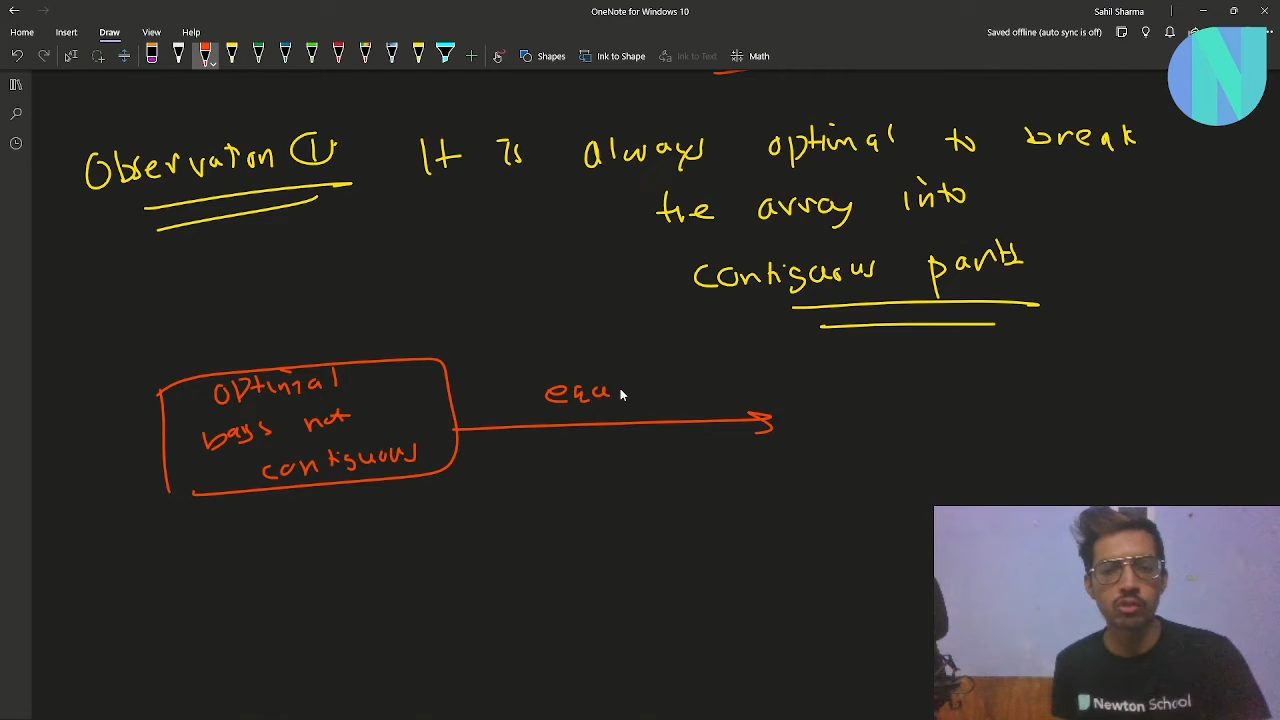 OneNote for Windows 10
Sahil Sharma
Home Insert Draw View Help
Saved offline (auto sync is off)
Shapes Ink to Shape Ink to Text Math
Observaton ① It is always optimal to break
the array into
contiguous parts
optimal
bags not
contiguous
equ
Newton School